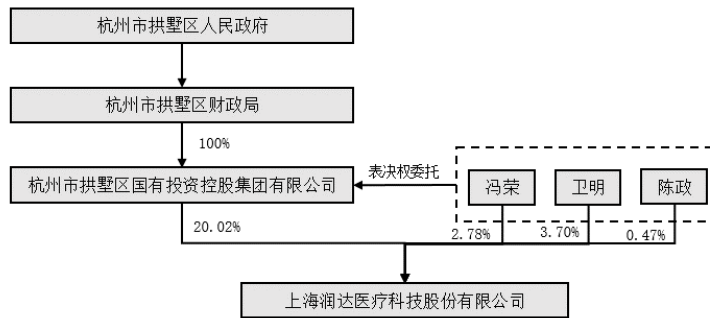 杭州市拱墅区人民政府
杭州市拱墅区财政局
100%
杭州市拱墅区国有投资控股集团有限公司
表决权委托
冯荣
卫明
陈政
20.02%
2.78%
3.70%
0.47%
上海润达医疗科技股份有限公司